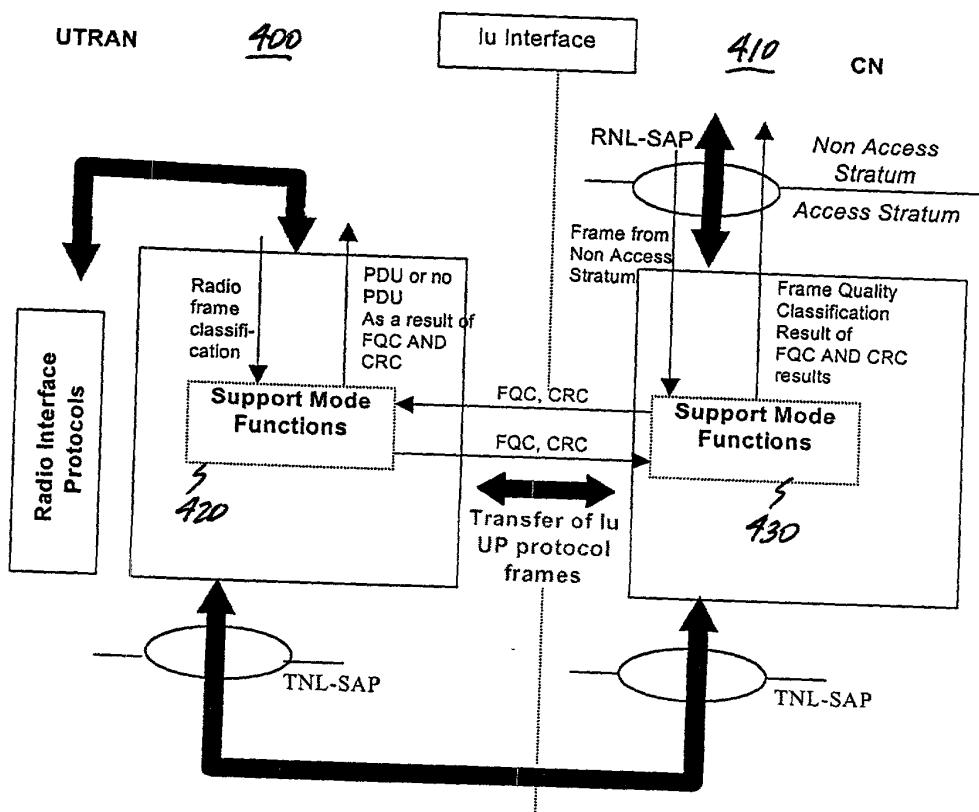 UTRAN
400
Iu Interface
410
CN
RNL-SAP
Non Access
Stratum
Access Stratum
Frame from
Non Access
Stratum
Radio
frame
classifi-
cation
PDU or no
PDU
As a result of
FQC AND
CRC
Frame Quality
Classification
Result of
FQC AND CRC
results
Radio Interface
Protocols
Support Mode
Functions
FQC, CRC
FQC, CRC
Support Mode
Functions
420
430
Transfer of Iu
UP protocol
frames
TNL-SAP
TNL-SAP